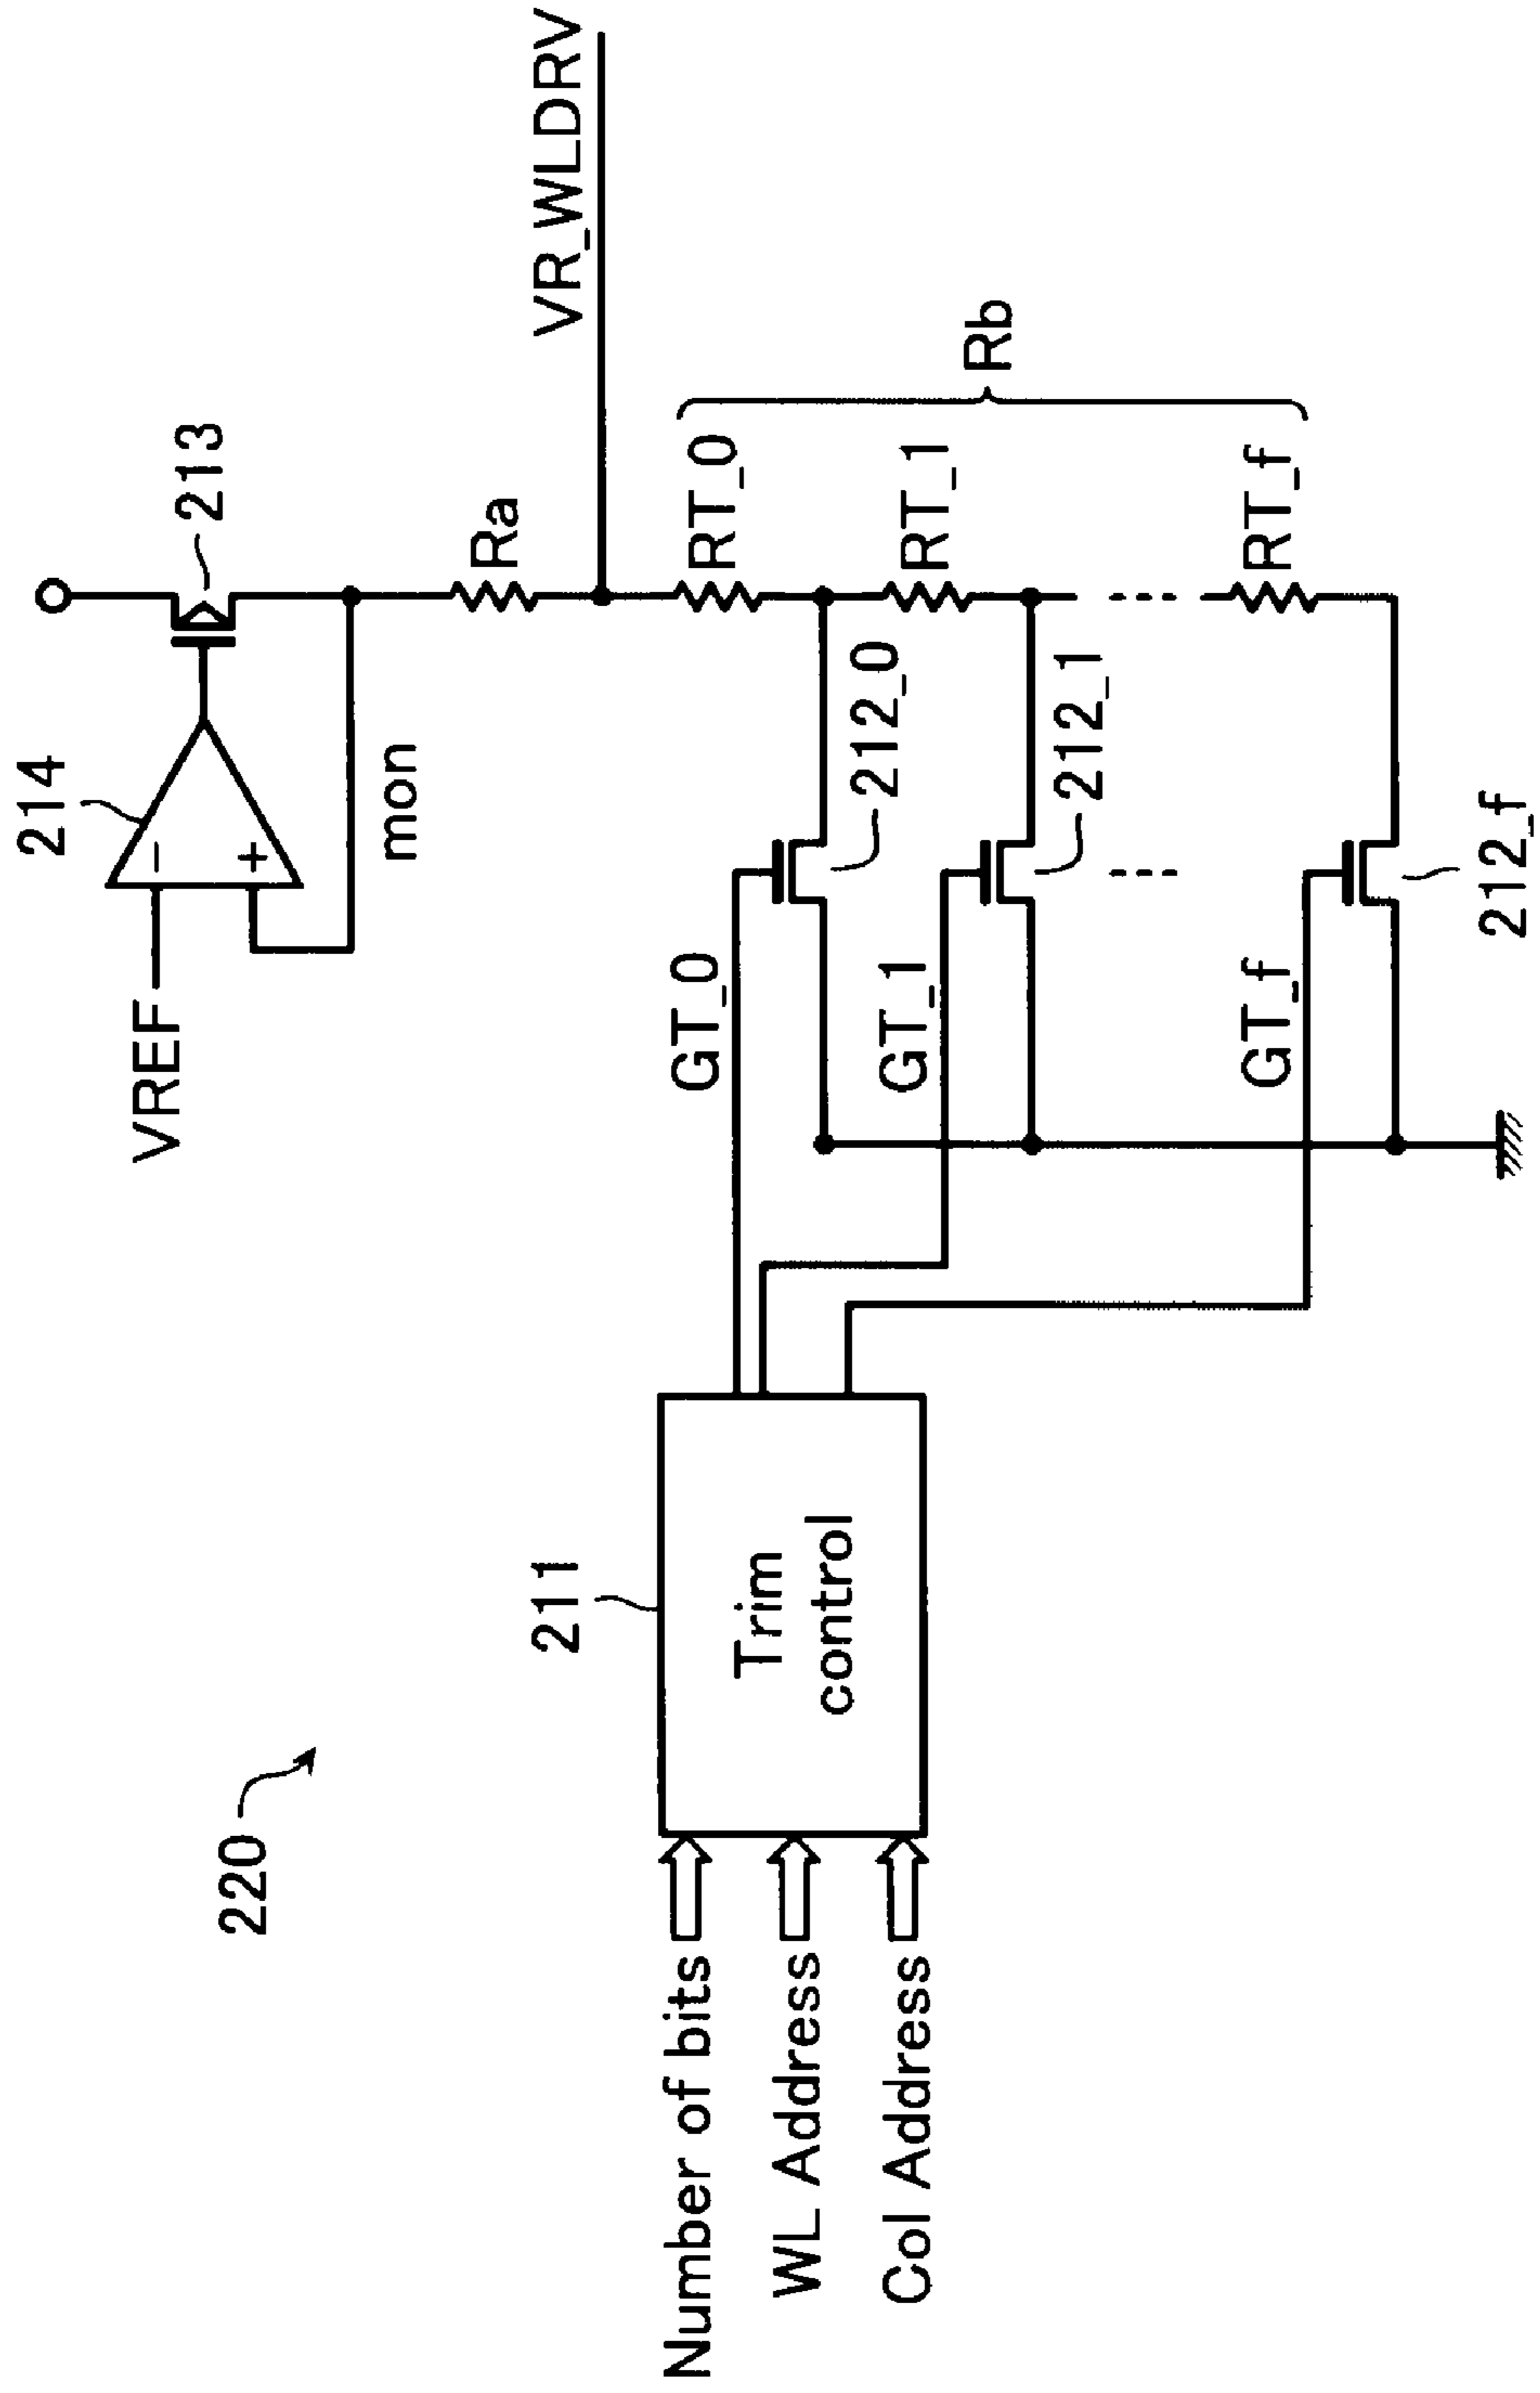 220
214
213
VREF
mon
Ra
VR_WLDRV
211
Trim
control
Number of bits
WL Address
Col Address
GT_0
RT_0
212_0
GT_1
RT_1
212_1
GT_f
RT_f
212_f
Rb